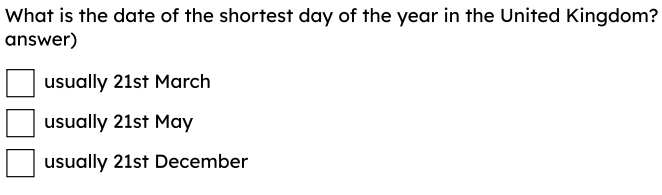 What is the date of the shortest day of the year in the United Kingdom?
answer)
usually 21st March
usually 21st May
usually 21st December